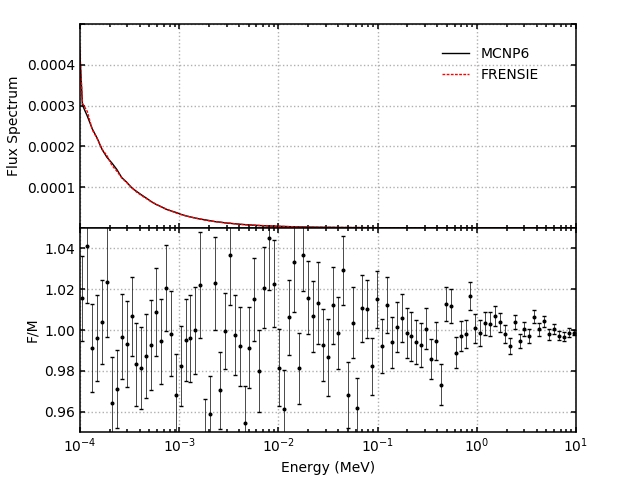 MCNP6
FRENSIE
Flux Spectrum
0.0004
0.0003
0.0002
0.0001
F/M
1.04
1.02
1.00
0.98
0.96
10⁻⁴ 10⁻³ 10⁻² 10⁻¹ 10⁰ 10¹
Energy (MeV)